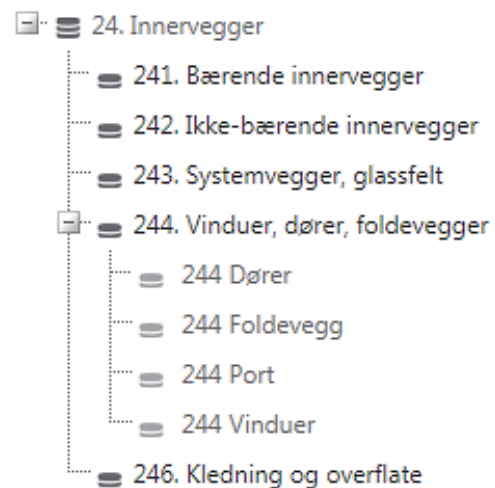 24. Innervegger
241. Bærende innervegger
242. Ikke-bærende innervegger
243. Systemvegger, glassfelt
244. Vinduer, dører, foldevegger
244 Dører
244 Foldevegg
244 Port
244 Vinduer
246. Kledning og overflate